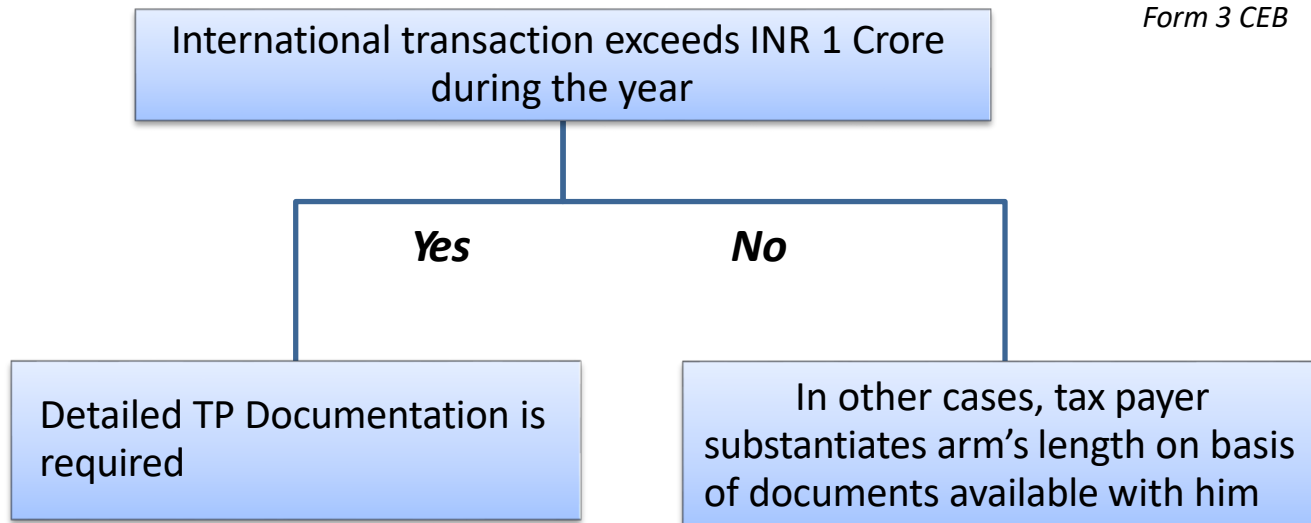 Form 3 CEB
International transaction exceeds INR 1 Crore
during the year
Yes
No
Detailed TP Documentation is
required
In other cases, tax payer
substantiates arm’s length on basis
of documents available with him